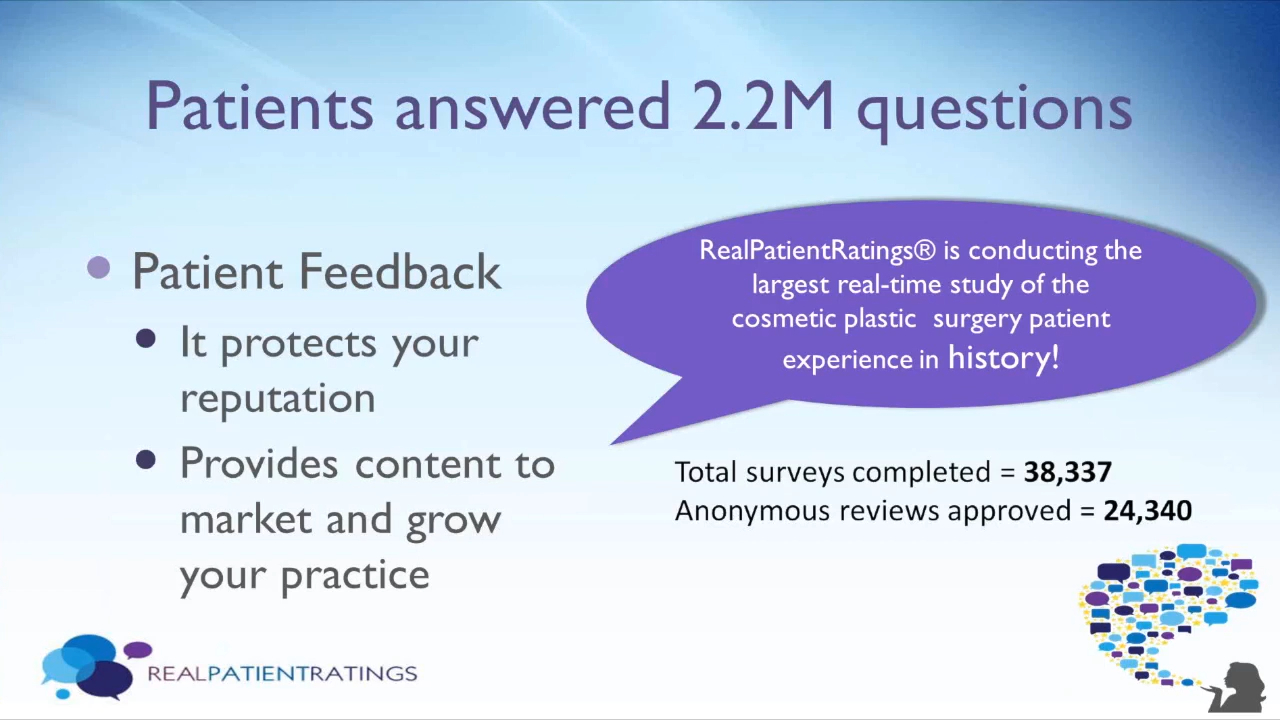 Patients answered 2.2M questions
Patient Feedback
It protects your
reputation
Provides content to
market and grow
your practice
RealPatientRatings® is conducting the
largest real-time study of the
cosmetic plastic surgery patient
experience in history!
Total surveys completed = 38,337
Anonymous reviews approved = 24,340
REALPATIENTRATINGS